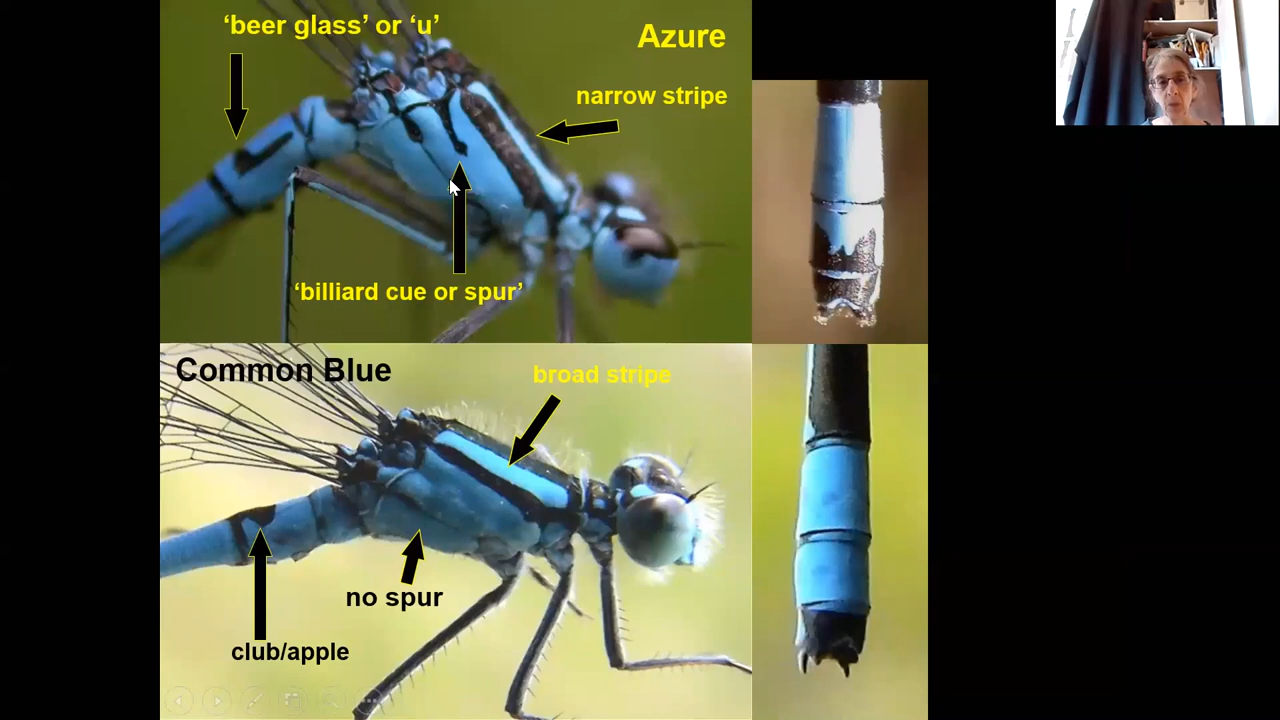 ‘beer glass’ or ‘u’
Azure
narrow stripe
‘billiard cue or spur’
Common Blue
broad stripe
no spur
club/apple